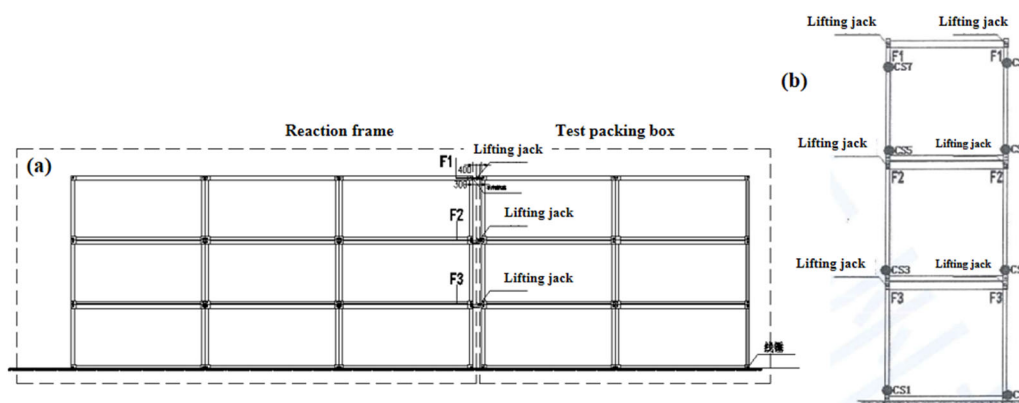 Reaction frame
Test packing box
(a)
F1
Lifting jack
400
300
F2
Lifting jack
F3
Lifting jack
线锤
(b)
Lifting jack
Lifting jack
F1
F1
CS7
Lifting jack
Lifting jack
CS5
F2
F2
Lifting jack
Lifting jack
CS3
F3
F3
CS1